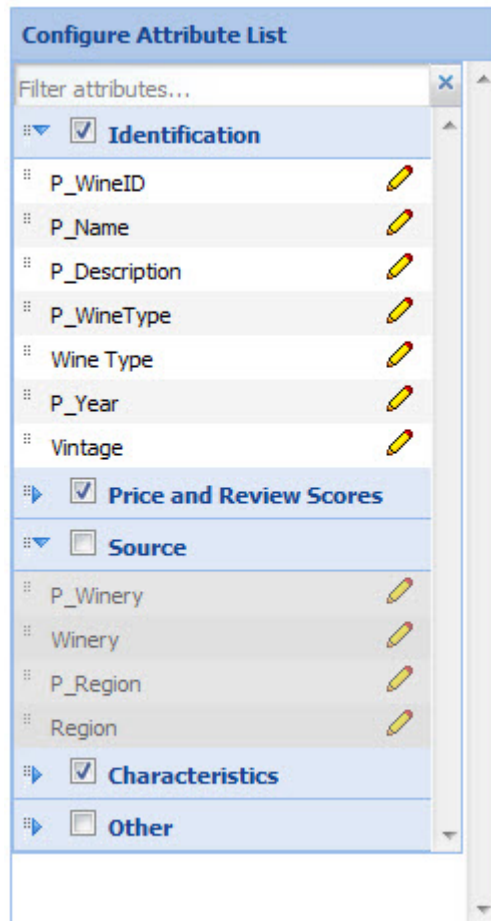 Configure Attribute List
Filter attributes...
Identification
P_WineID
P_Name
P_Description
P_WineType
Wine Type
P_Year
Vintage
Price and Review Scores
Source
P_Winery
Winery
P_Region
Region
Characteristics
Other